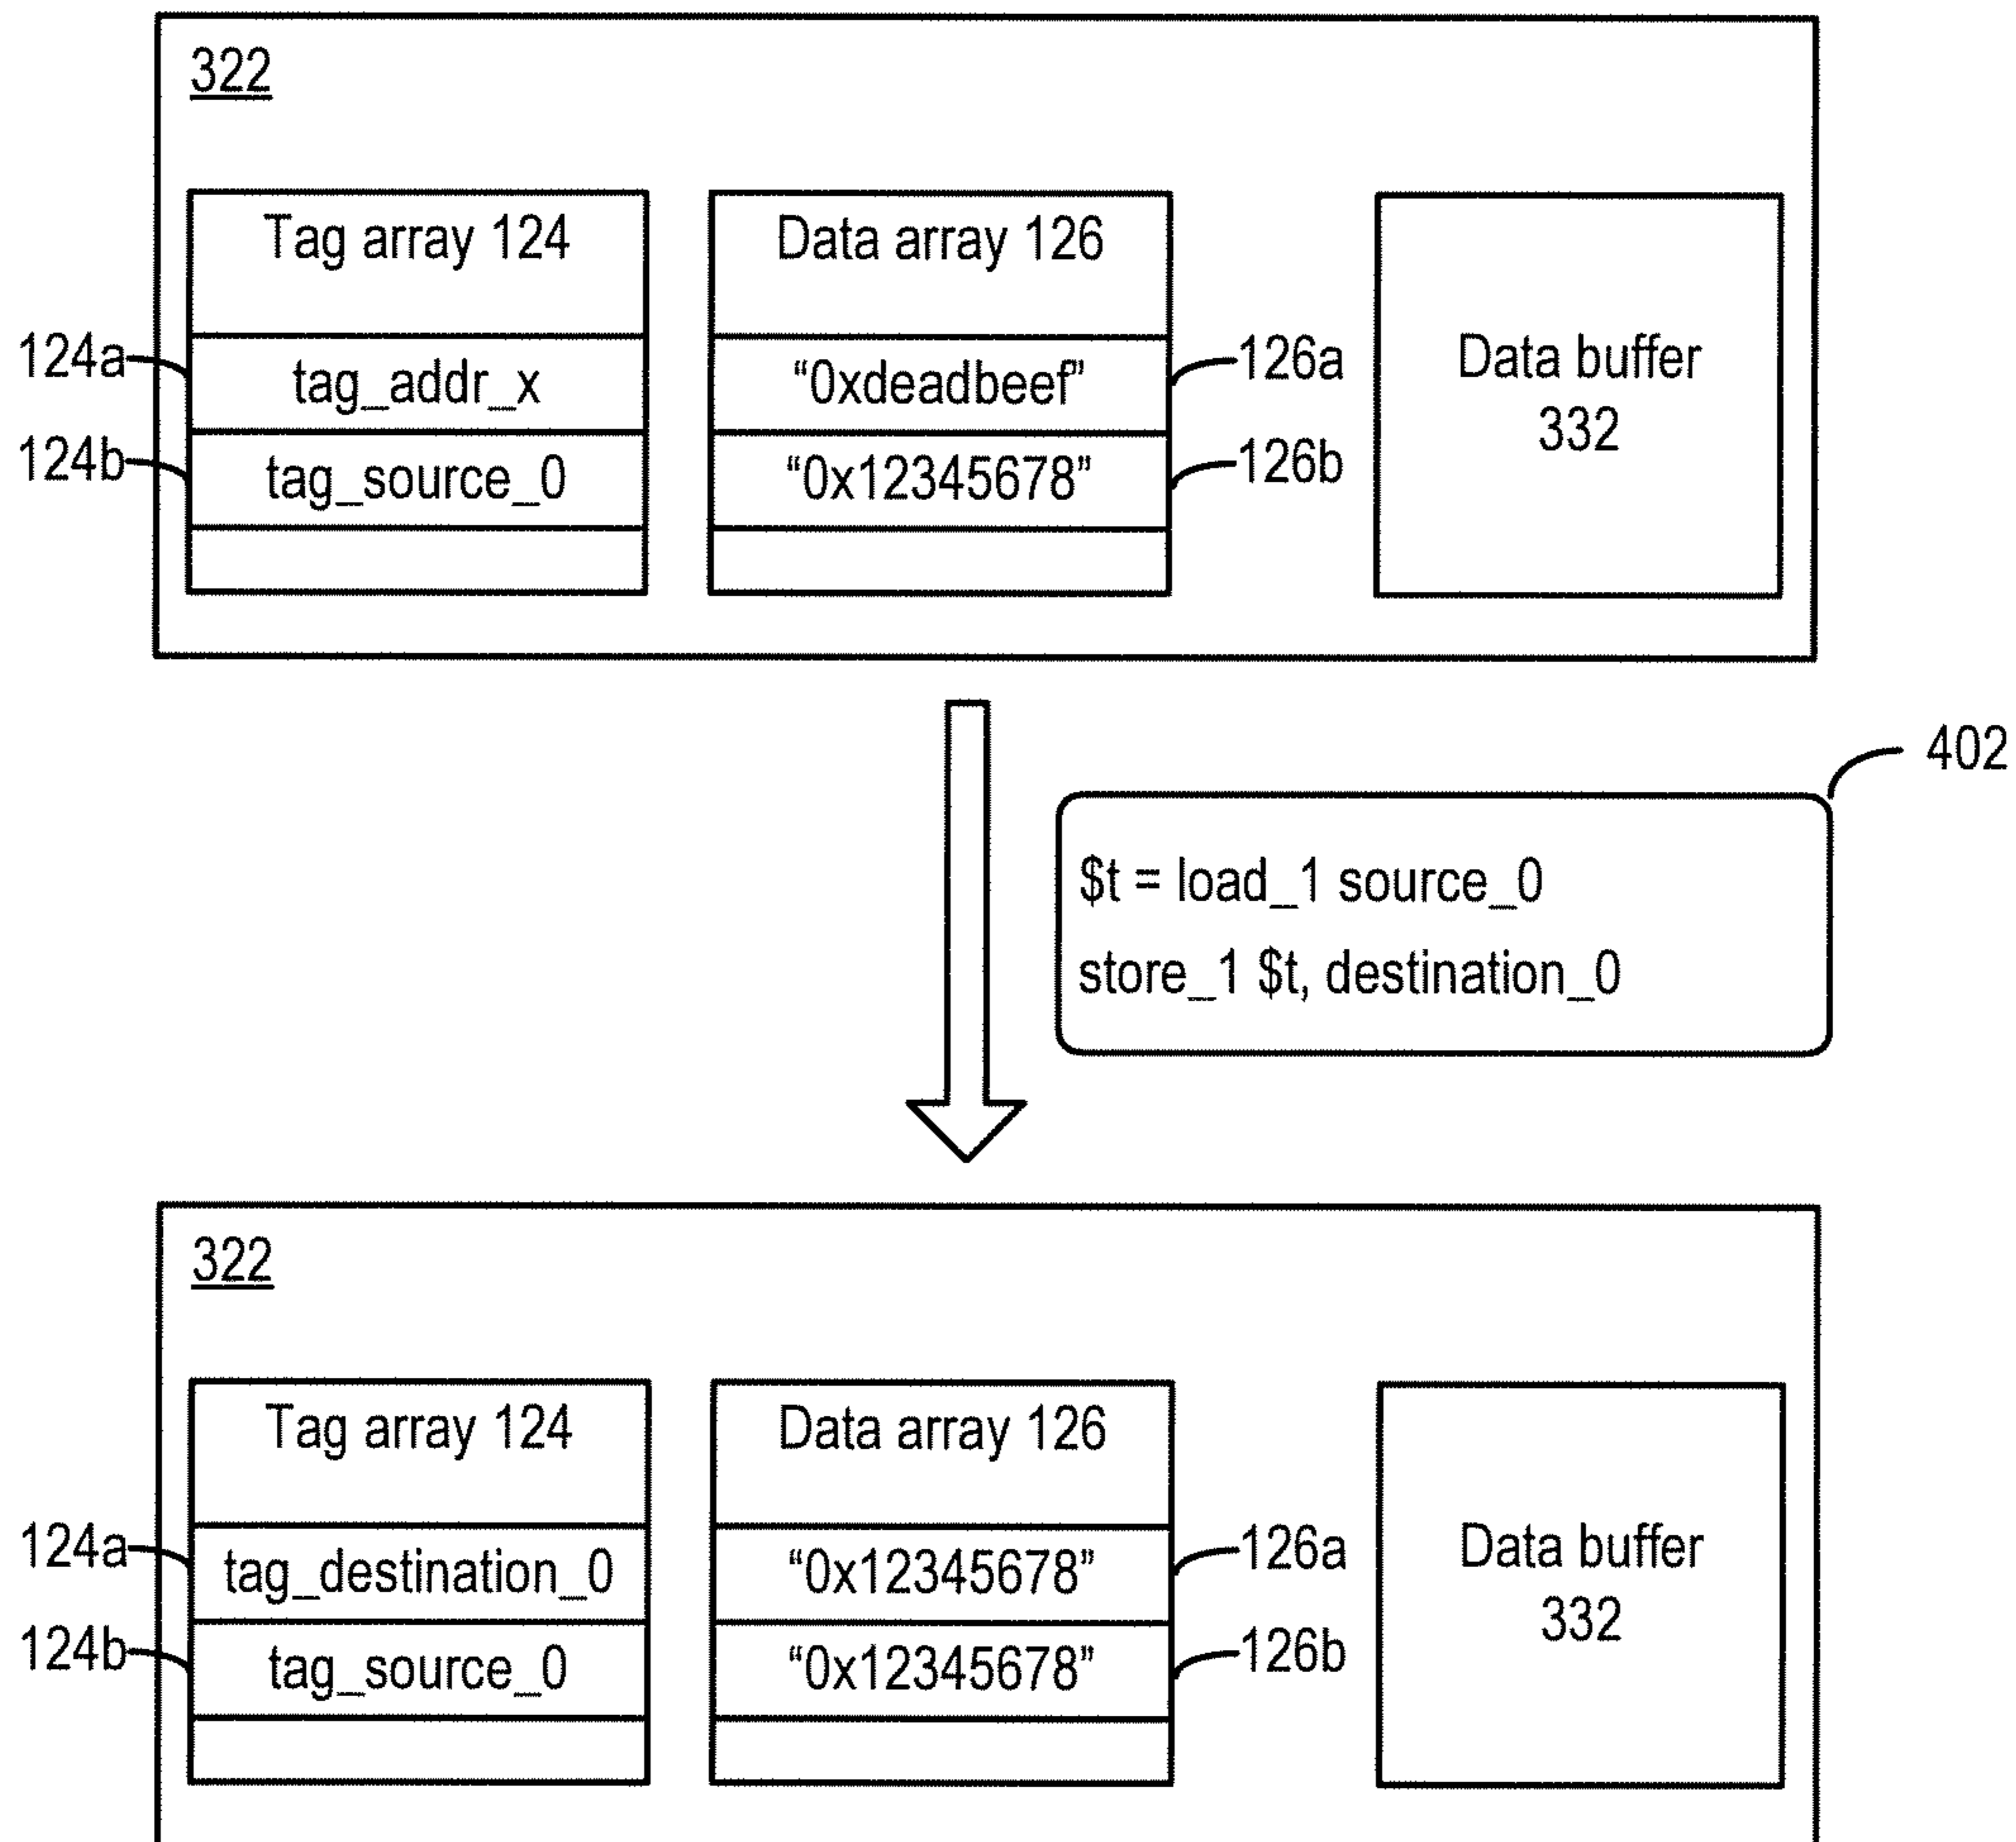 322
Tag array 124
Data array 126
124a
tag_addr_x
“0xdeadbeef”
126a
Data buffer
332
124b
tag_source_0
“0x12345678”
126b
402
$t = load_1 source_0
store_1 $t, destination_0
322
Tag array 124
Data array 126
124a
tag_destination_0
“0x12345678”
126a
Data buffer
332
124b
tag_source_0
“0x12345678”
126b